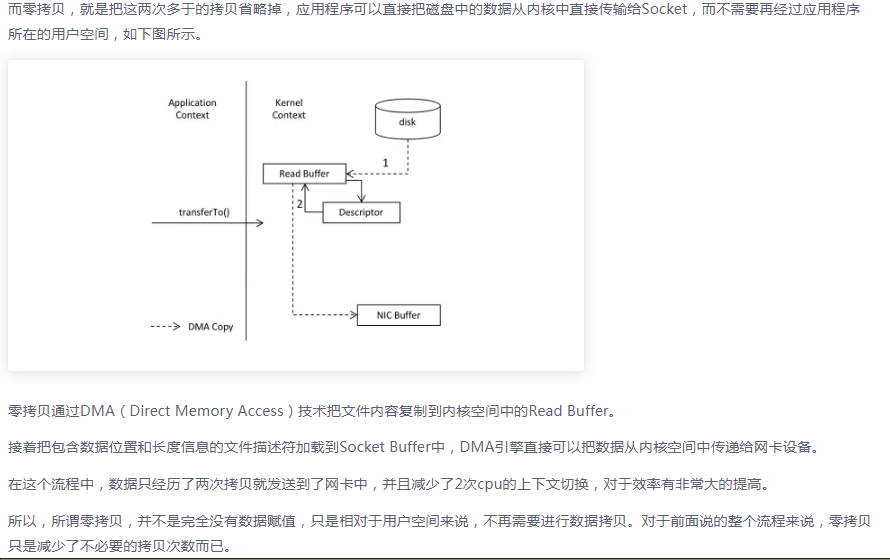 而零拷贝，就是把这两次多于的拷贝省略掉，应用程序可以直接把磁盘中的数据从内核中直接传输给Socket，而不需要再经过应用程序
所在的用户空间，如下图所示。
Application
Context
Kernel
Context
disk
1
Read Buffer
2
Descriptor
transferTo()
NIC Buffer
DMA Copy
零拷贝通过DMA（Direct Memory Access）技术把文件内容复制到内核空间中的Read Buffer。
接着把包含数据位置和长度信息的文件描述符加载到Socket Buffer中，DMA引擎直接可以把数据从内核空间中传递给网卡设备。
在这个流程中，数据只经历了两次拷贝就发送到了网卡中，并且减少了2次cpu的上下文切换，对于效率有非常大的提高。
所以，所谓零拷贝，并不是完全没有数据赋值，只是相对于用户空间来说，不再需要进行数据拷贝。对于前面说的整个流程来说，零拷贝
只是减少了不必要的拷贝次数而已。